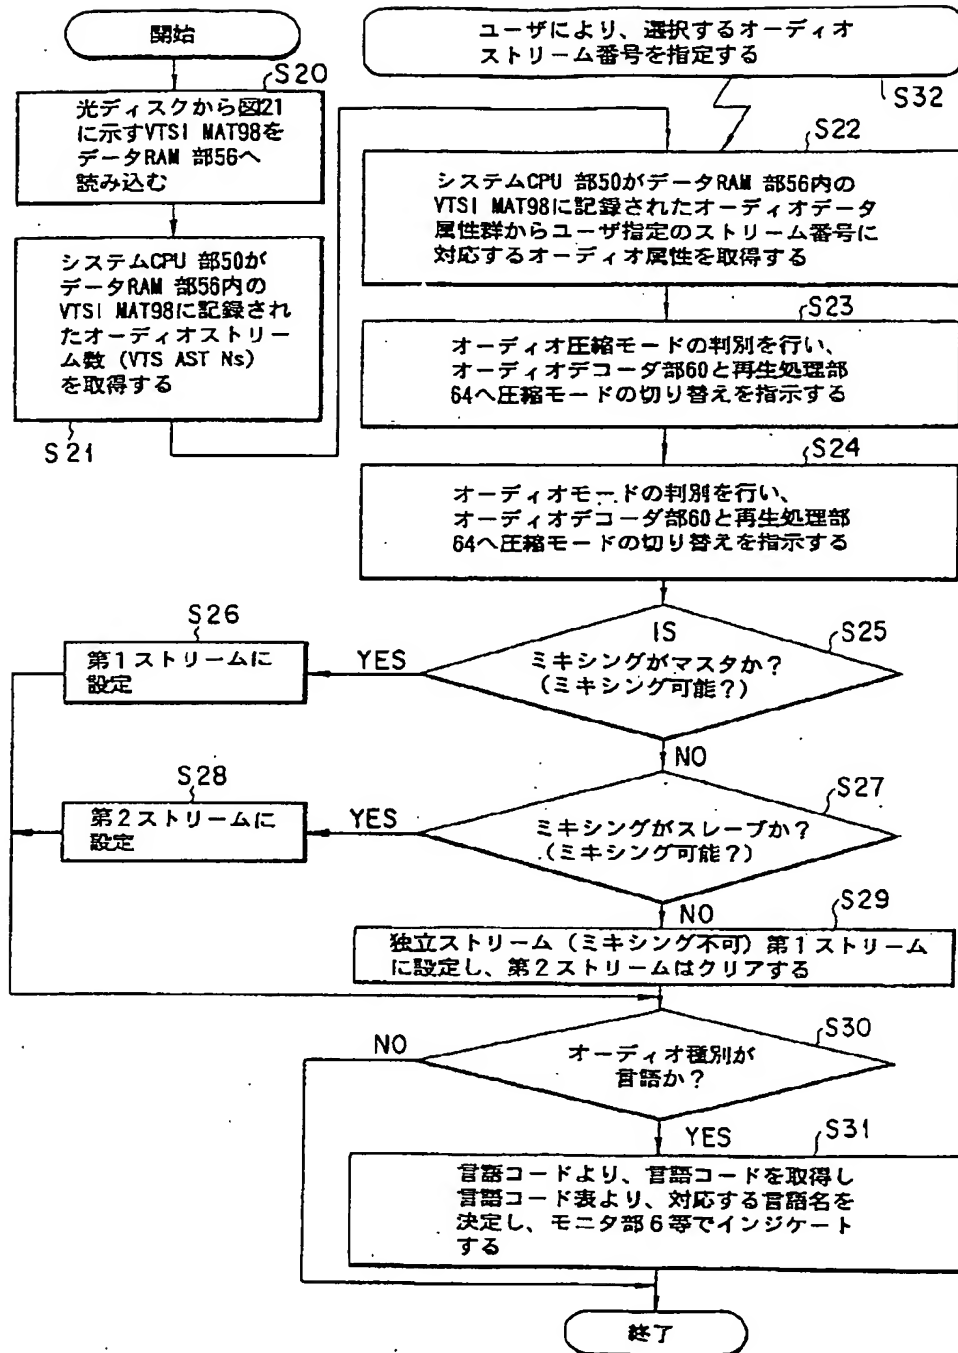 開始
S20
光ディスクから図21
に示すVTSI MAT98を
データRAM 部56へ
読み込む
システムCPU 部50が
データRAM 部56内の
VTSI MAT98に記録され
たオーディオストリー
ム数 (VTS AST Ns)
を取得する
S21
ユーザにより、選択するオーディオ
ストリーム番号を指定する
S32
S22
システムCPU 部50がデータRAM 部56内の
VTSI MAT98に記録されたオーディオデータ
属性群からユーザ指定のストリーム番号に
対応するオーディオ属性を取得する
S23
オーディオ圧縮モードの判別を行い、
オーディオデコーダ部60と再生処理部
64へ圧縮モードの切り替えを指示する
S24
オーディオモードの判別を行い、
オーディオデコーダ部60と再生処理部
64へ圧縮モードの切り替えを指示する
S25
IS
ミキシングがマスタか?
(ミキシング可能?)
YES
S26
第1ストリームに
設定
NO
S27
ミキシングがスレーブか?
(ミキシング可能?)
YES
S28
第2ストリームに
設定
NO
S29
独立ストリーム (ミキシング不可) 第1ストリーム
に設定し、第2ストリームはクリアする
S30
オーディオ種別が
言語か?
NO
YES
S31
言語コードより、言語コードを取得し
言語コード表より、対応する言語名を
決定し、モニタ部6等でインジケート
する
終了